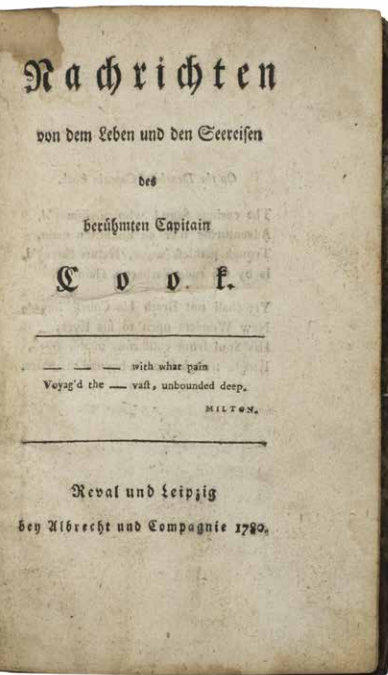 Nachrichten
von dem Leben und den Seereisen
des
berühmten Capitain
Cook.
— — — with what pain
Voyag'd the — vast, unbounded deep.
MILTON.
Reval und Leipzig
bey Albrecht und Compagnie 1780.